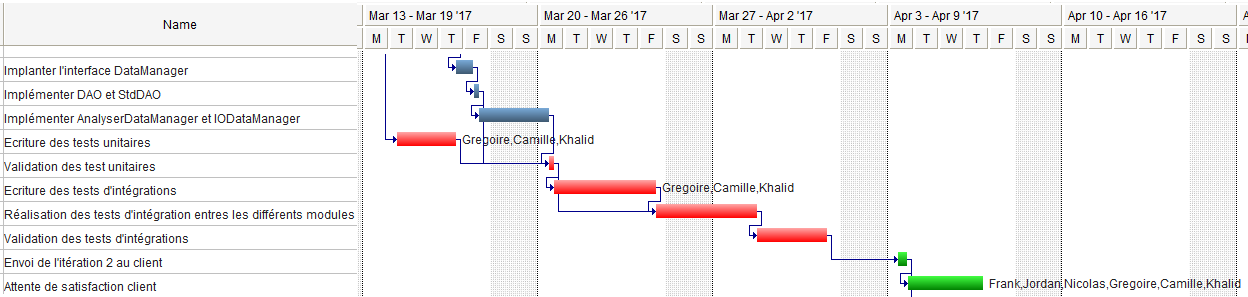 Name
Mar 13 - Mar 19 '17
Mar 20 - Mar 26 '17
Mar 27 - Apr 2 '17
Apr 3 - Apr 9 '17
Apr 10 - Apr 16 '17
M T W T F S S M T W T F S S M T W T F S S M T W T F S S M T W T F S S
Implanter l'interface DataManager
Implémenter DAO et StdDAO
Implémenter AnalyserDataManager et IODataManager
Ecriture des tests unitaires
Gregoire,Camille,Khalid
Validation des test unitaires
Ecriture des tests d'intégrations
Gregoire,Camille,Khalid
Réalisation des tests d'intégration entres les différents modules
Validation des tests d'intégrations
Envoi de l'itération 2 au client
Attente de satisfaction client
Frank,Jordan,Nicolas,Gregoire,Camille,Khalid